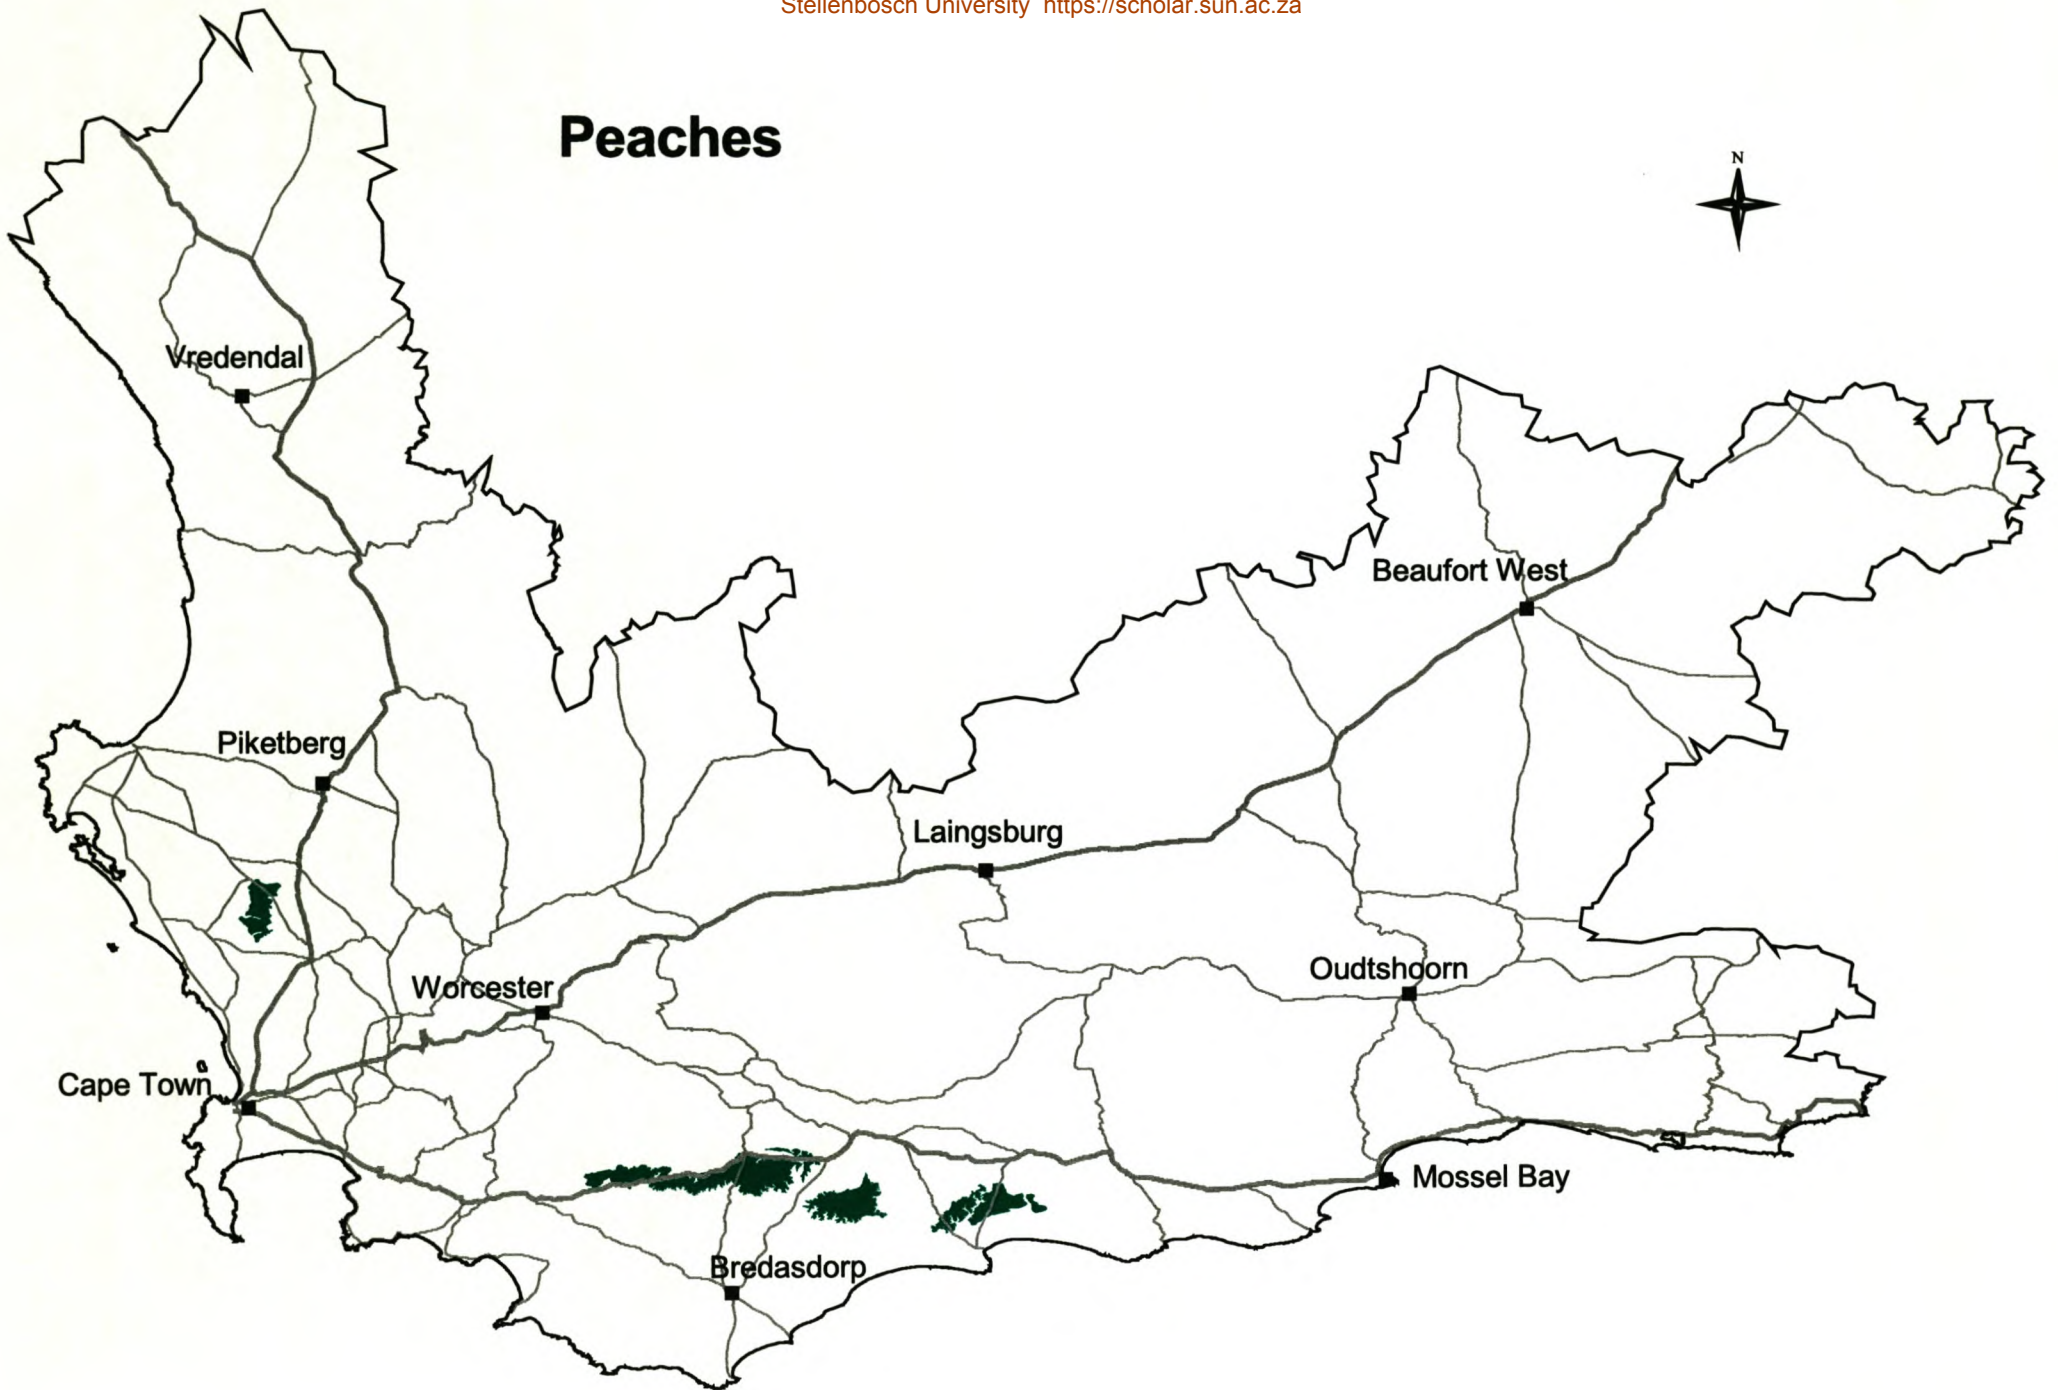 Stellenbosch University https://scholar.sun.ac.za
Peaches
N
Vredendal
Beaufort West
Piketberg
Laingsburg
Oudtshoorn
Worcester
Cape Town
Mossel Bay
Bredasdorp